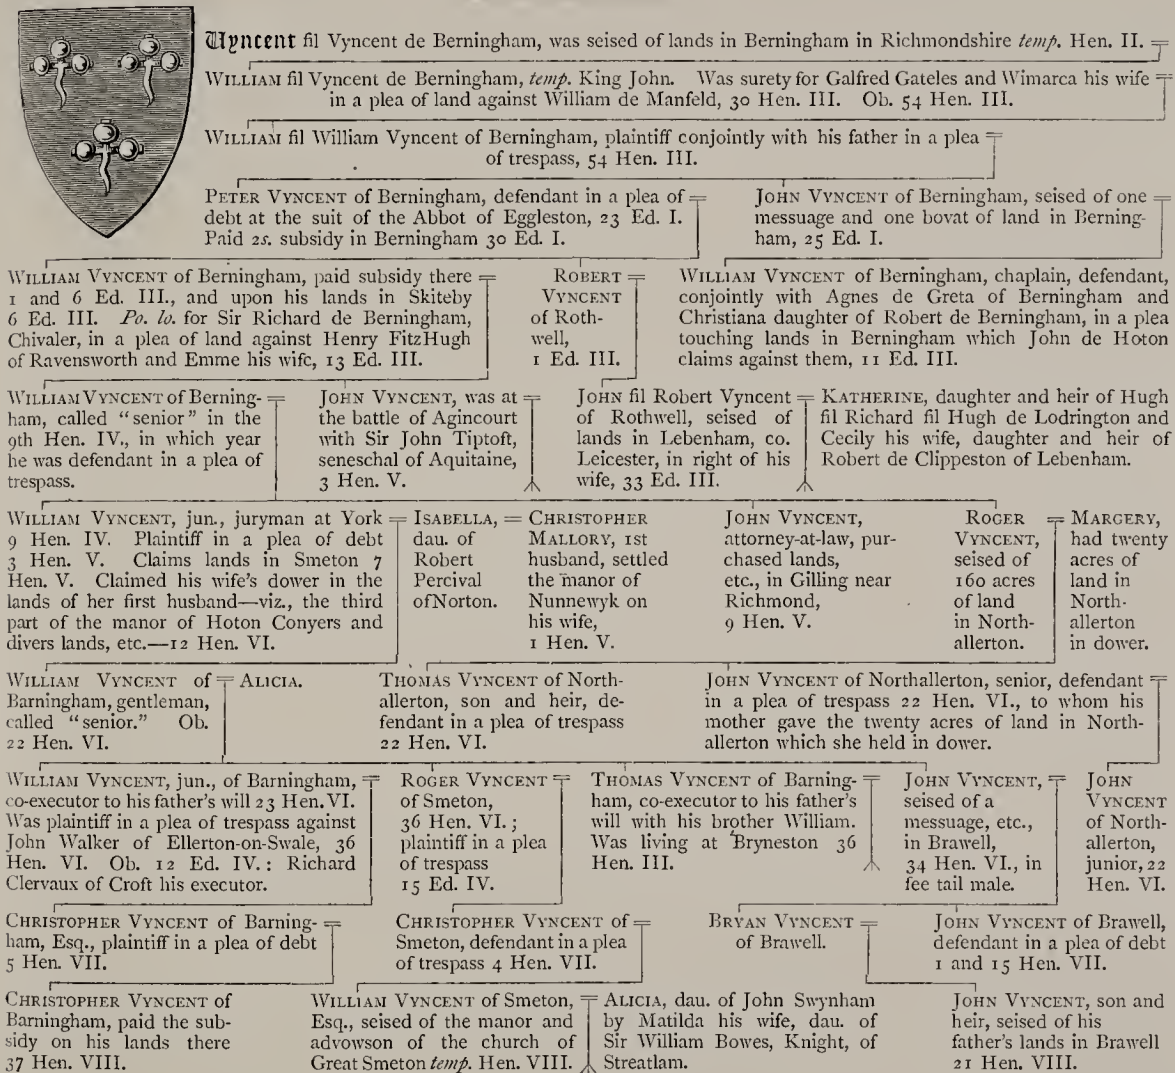 Vyncent fil Vyncent de Berningham, was seised of lands in Berningham in Richmondshire temp. Hen. II.
WILLIAM fil Vyncent de Berningham, temp. King John. Was surety for Galfred Gateles and Wimarca his wife
in a plea of land against William de Manfeld, 30 Hen. III. Ob. 54 Hen. III.
WILLIAM fil William Vyncent of Berningham, plaintiff conjointly with his father in a plea
of trespass, 54 Hen. III.
PETER VYNCENT of Berningham, defendant in a plea of
debt at the suit of the Abbot of Eggleston, 23 Ed. I.
Paid 2s. subsidy in Berningham 30 Ed. I.
JOHN VYNCENT of Berningham, seised of one
messuage and one bovat of land in Berning-
ham, 25 Ed. I.
WILLIAM VYNCENT of Berningham, paid subsidy there
1 and 6 Ed. III., and upon his lands in Skiteby
6 Ed. III. Po. lo. for Sir Richard de Berningham,
Chivaler, in a plea of land against Henry FitzHugh
of Ravensworth and Emme his wife, 13 Ed. III.
ROBERT
VYNCENT
of Roth-
well,
1 Ed. III.
WILLIAM VYNCENT of Berningham, chaplain, defendant,
conjointly with Agnes de Greta of Berningham and
Christiana daughter of Robert de Berningham, in a plea
touching lands in Berningham which John de Hoton
claims against them, 11 Ed. III.
WILLIAM VYNCENT of Berning-
ham, called "senior" in the
9th Hen. IV., in which year
he was defendant in a plea of
trespass.
JOHN VYNCENT, was at
the battle of Agincourt
with Sir John Tiptoft,
seneschal of Aquitaine,
3 Hen. V.
JOHN fil Robert Vyncent
of Rothwell, seised of
lands in Lebenham, co.
Leicester, in right of his
wife, 33 Ed. III.
KATHERINE, daughter and heir of Hugh
fil Richard fil Hugh de Lodrington and
Cecily his wife, daughter and heir of
Robert de Clippeston of Lebenham.
WILLIAM VYNCENT, jun., juryman at York
9 Hen. IV. Plaintiff in a plea of debt
3 Hen. V. Claims lands in Smeton 7
Hen. V. Claimed his wife's dower in the
lands of her first husband—viz., the third
part of the manor of Hoton Conyers and
divers lands, etc.—12 Hen. VI.
ISABELLA,
dau. of
Robert
Percival
of Norton.
CHRISTOPHER
MALLORY, 1st
husband, settled
the manor of
Nunnewyk on
his wife,
1 Hen. V.
JOHN VYNCENT,
attorney-at-law, pur-
chased lands,
etc., in Gilling near
Richmond,
9 Hen. V.
ROGER
VYNCENT,
seised of
160 acres
of land
in North-
allerton.
MARGERY,
had twenty
acres of
land in
North-
allerton
in dower.
WILLIAM VYNCENT of
Barningham, gentleman,
called "senior." Ob.
22 Hen. VI.
ALICIA.
THOMAS VYNCENT of North-
allerton, son and heir, de-
fendant in a plea of trespass
22 Hen. VI.
JOHN VYNCENT of Northallerton, senior, defendant
in a plea of trespass 22 Hen. VI., to whom his
mother gave the twenty acres of land in North-
allerton which she held in dower.
WILLIAM VYNCENT, jun., of Barningham,
co-executor to his father's will 23 Hen. VI.
Was plaintiff in a plea of trespass against
John Walker of Ellerton-on-Swale, 36
Hen. VI. Ob. 12 Ed. IV.: Richard
Clervaux of Croft his executor.
ROGER VYNCENT
of Smeton,
36 Hen. VI.;
plaintiff in a plea
of trespass
15 Ed. IV.
THOMAS VYNCENT of Barning-
ham, co-executor to his father's
will with his brother William.
Was living at Bryneston 36
Hen. III.
JOHN VYNCENT,
seised of a
message, etc.,
in Brawell,
34 Hen. VI., in
fee tail male.
JOHN
VYNCENT
of North-
allerton,
junior, 22
Hen. VI.
CHRISTOPHER VYNCENT of Barning-
ham, Esq., plaintiff in a plea of debt
5 Hen. VII.
CHRISTOPHER VYNCENT of
Smeton, defendant in a plea
of trespass 4 Hen. VII.
BRYAN VYNCENT
of Brawell.
JOHN VYNCENT of Brawell,
defendant in a plea of debt
1 and 15 Hen. VII.
CHRISTOPHER VYNCENT of
Barningham, paid the sub-
sidy on his lands there
37 Hen. VIII.
WILLIAM VYNCENT of Smeton,
Esq., seised of the manor and
advowson of the church of
Great Smeton temp. Hen. VIII.
ALICIA, dau. of John Swynham
by Matilda his wife, dau. of
Sir William Bowes, Knight, of
Streatlam.
JOHN VYNCENT, son and
heir, seised of his
father's lands in Brawell
21 Hen. VIII.